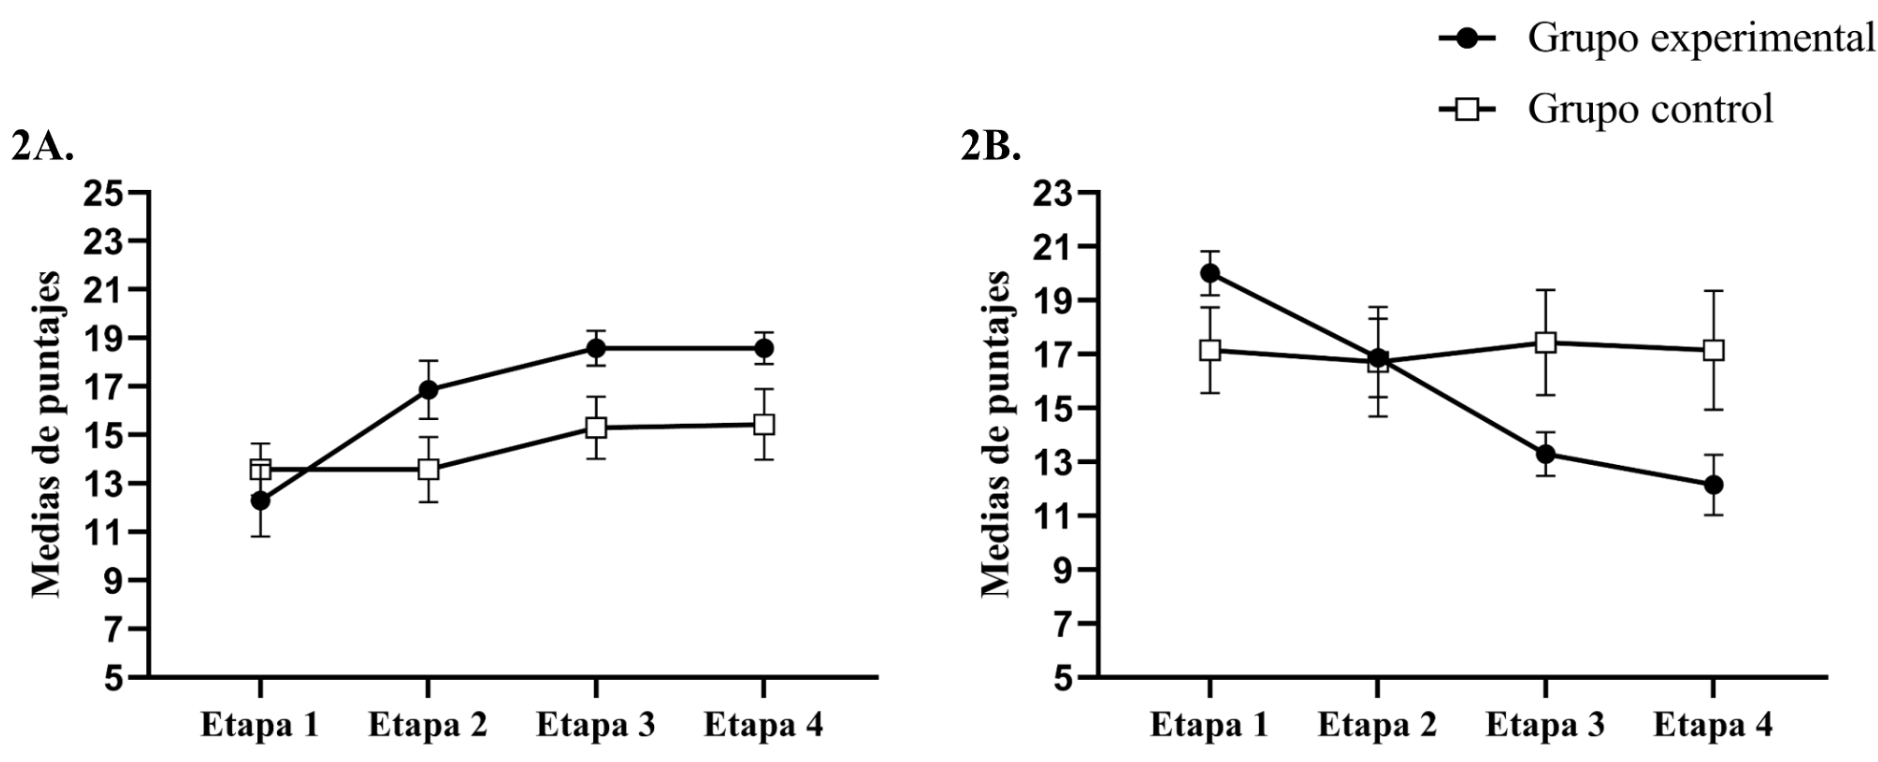 Grupo experimental
Grupo control
2A.
Medias de puntajes
25
23
21
19
17
15
13
11
9
7
5
Etapa 1 Etapa 2 Etapa 3 Etapa 4
2B.
Medias de puntajes
23
21
19
17
15
13
11
9
7
5
Etapa 1 Etapa 2 Etapa 3 Etapa 4